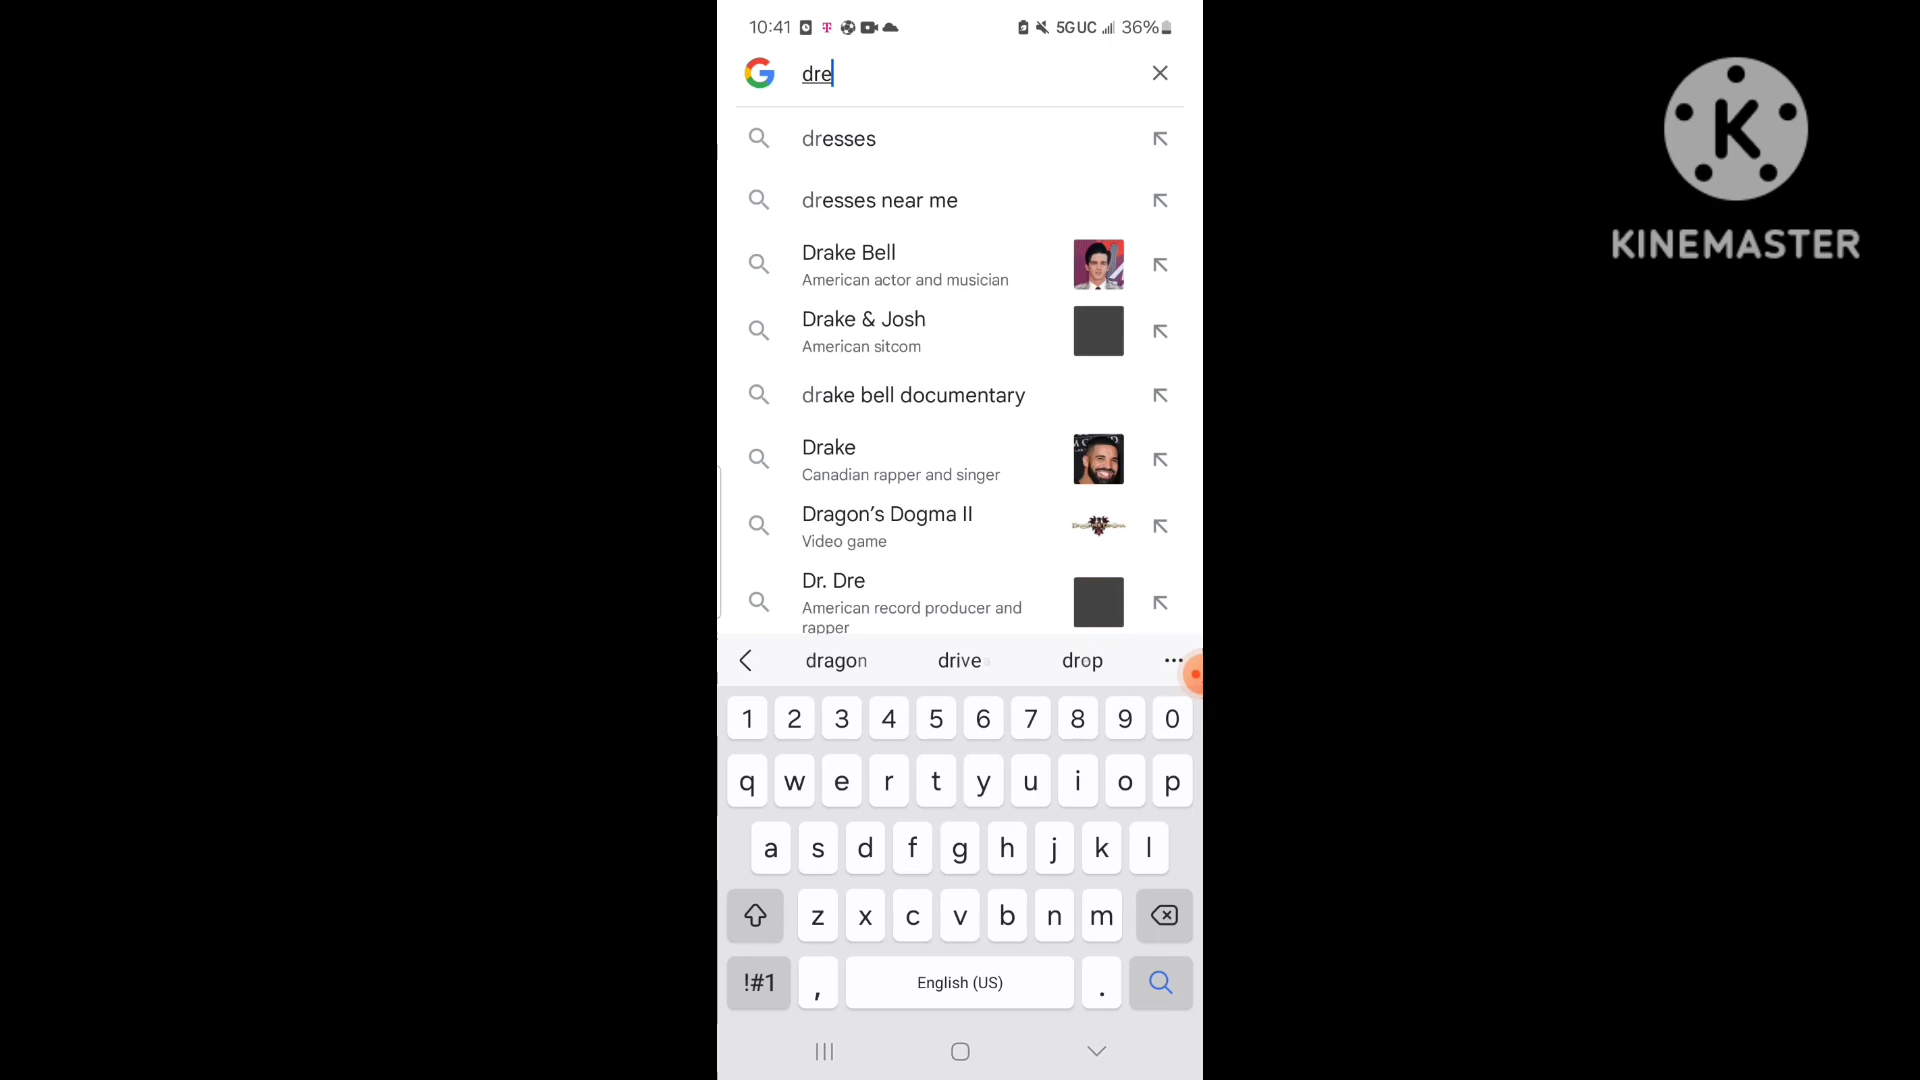 10:41 5GUC 36%
dre
dresses
dresses near me
Drake Bell
American actor and musician
Drake & Josh
American sitcom
drake bell documentary
Drake
Canadian rapper and singer
Dragon's Dogma II
Video game
Dr. Dre
American record producer and
rapper
dragon drive drop
1 2 3 4 5 6 7 8 9 0
q w e r t y u i o p
a s d f g h j k l
z x c v b n m
!#1 , English (US) .
K
KINEMASTER